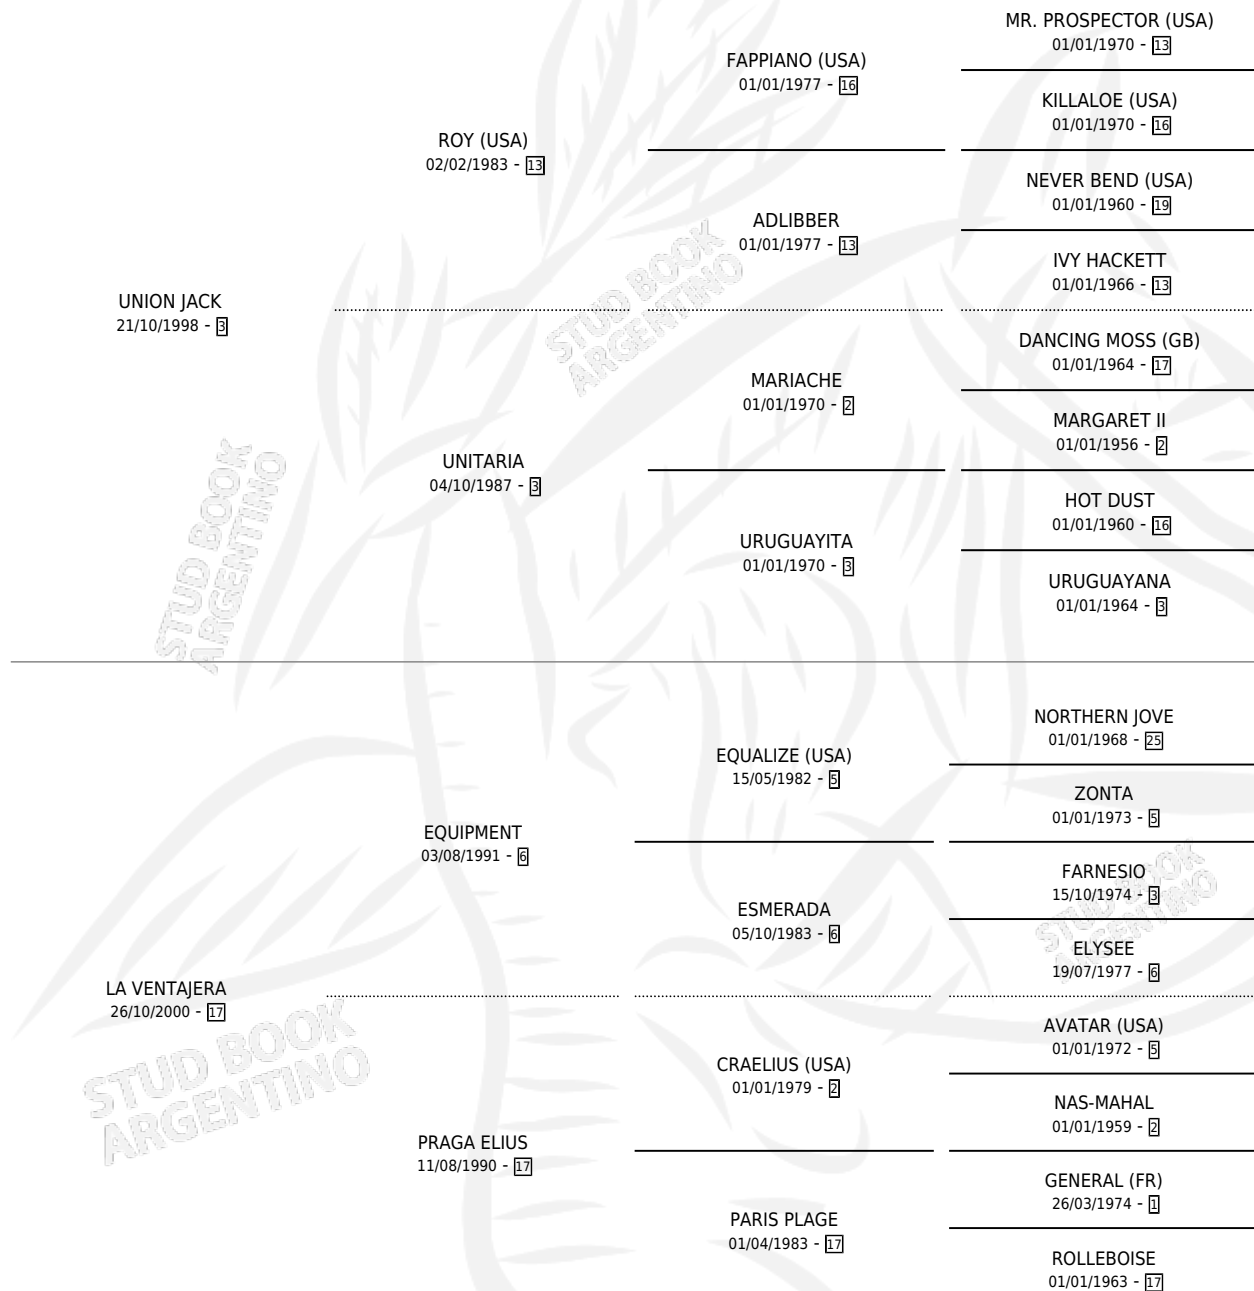 MR. PROSPECTOR (USA)
01/01/1970 - 13
FAPPIANO (USA)
01/01/1977 - 16
KILLALOE (USA)
01/01/1970 - 16
ROY (USA)
02/02/1983 - 13
NEVER BEND (USA)
01/01/1960 - 19
ADLIBBER
01/01/1977 - 13
IVY HACKETT
01/01/1966 - 13
UNION JACK
21/10/1998 - 3
DANCING MOSS (GB)
01/01/1964 - 17
MARIACHE
01/01/1970 - 2
MARGARET II
01/01/1956 - 2
UNITARIA
04/10/1987 - 3
HOT DUST
01/01/1960 - 16
URUGUAYITA
01/01/1970 - 3
URUGUAYANA
01/01/1964 - 3
STUD BOOK
ARGENTINO
STUD BOOK
ARGENTINO
NORTHERN JOVE
01/01/1968 - 25
EQUALIZE (USA)
15/05/1982 - 5
ZONTA
01/01/1973 - 5
EQUIPMENT
03/08/1991 - 6
FARNESIO
15/10/1974 - 3
ESMERADA
05/10/1983 - 6
ELYSEE
19/07/1977 - 6
STUD BOOK
ARGENTINO
LA VENTAJERA
26/10/2000 - 17
AVATAR (USA)
01/01/1972 - 5
CRAELIUS (USA)
01/01/1979 - 2
NAS-MAHAL
01/01/1959 - 2
PRAGA ELIUS
11/08/1990 - 17
GENERAL (FR)
26/03/1974 - 1
PARIS PLAGE
01/04/1983 - 17
ROLLEBOISE
01/01/1963 - 17
STUD BOOK
ARGENTINO